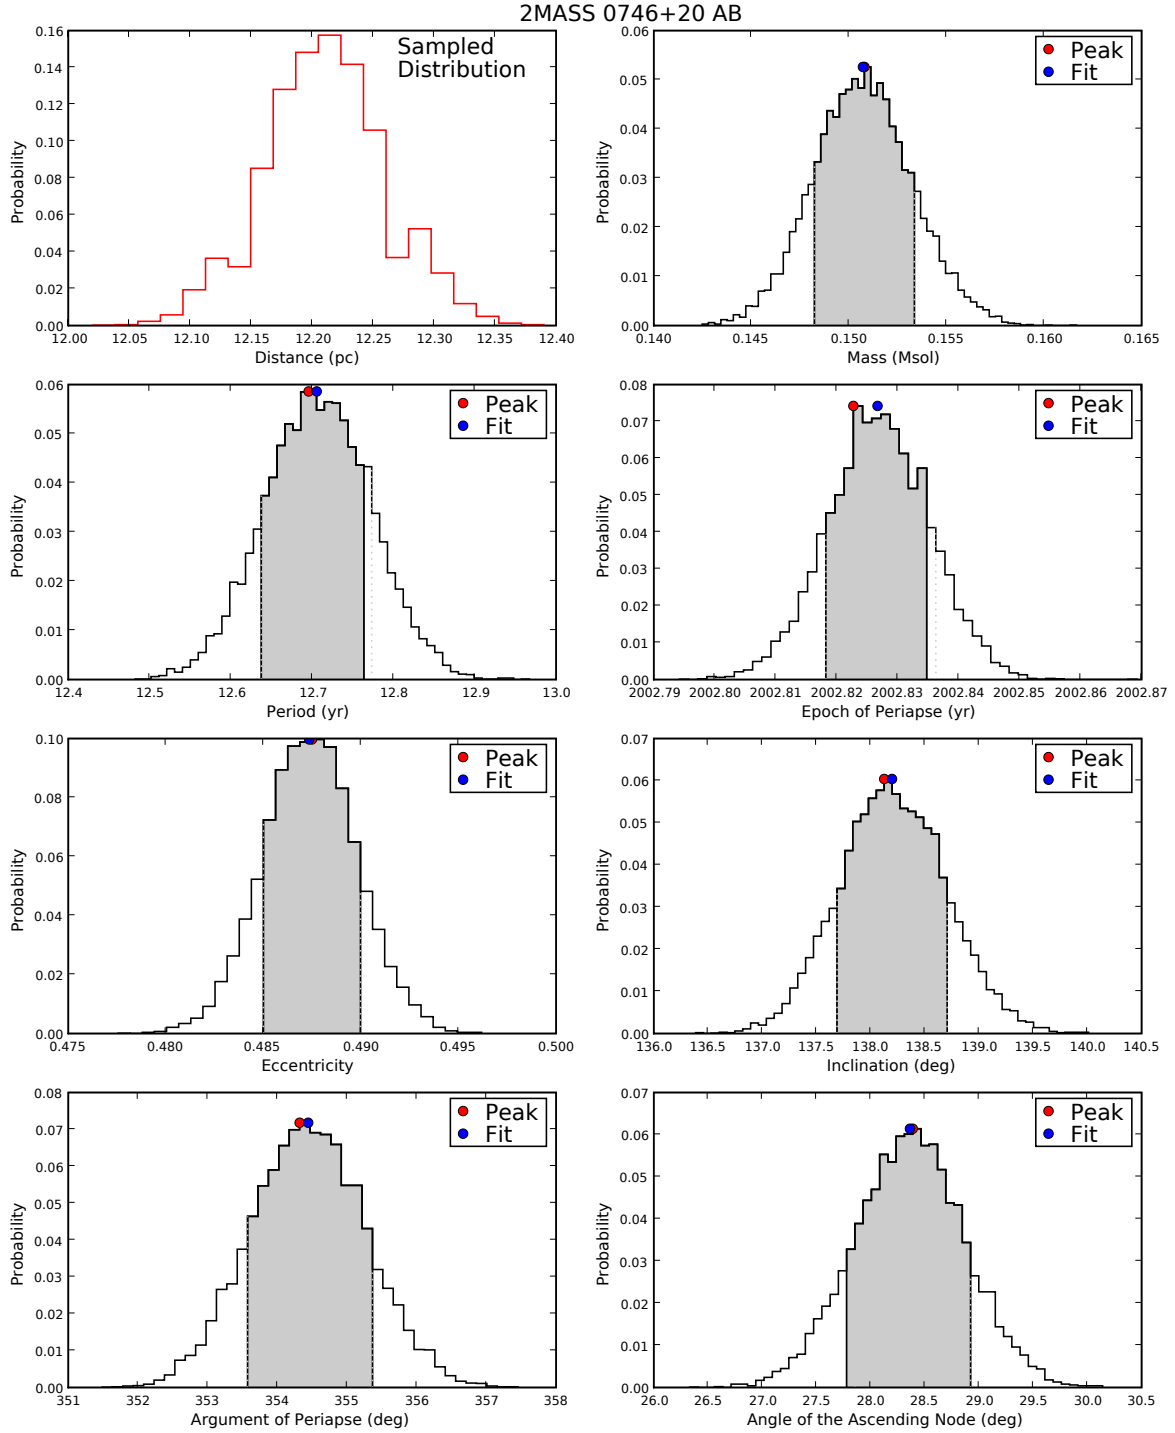 2MASS 0746+20 AB
0.16
0.14
0.12
0.10
0.08
0.06
0.04
0.02
0.00
Probability
Sampled
Distribution
12.00 12.05 12.10 12.15 12.20 12.25 12.30 12.35 12.40
Distance (pc)
0.06
0.05
0.04
0.03
0.02
0.01
0.00
Probability
Peak
Fit
0.140 0.145 0.150 0.155 0.160 0.165
Mass (Msol)
0.06
0.05
0.04
0.03
0.02
0.01
0.00
Probability
Peak
Fit
12.4 12.5 12.6 12.7 12.8 12.9 13.0
Period (yr)
0.08
0.07
0.06
0.05
0.04
0.03
0.02
0.01
0.00
Probability
Peak
Fit
2002.79 2002.80 2002.81 2002.82 2002.83 2002.84 2002.85 2002.86 2002.87
Epoch of Periapse (yr)
0.10
0.08
0.06
0.04
0.02
0.00
Probability
Peak
Fit
0.475 0.480 0.485 0.490 0.495 0.500
Eccentricity
0.07
0.06
0.05
0.04
0.03
0.02
0.01
0.00
Probability
Peak
Fit
136.0 136.5 137.0 137.5 138.0 138.5 139.0 139.5 140.0 140.5
Inclination (deg)
0.08
0.07
0.06
0.05
0.04
0.03
0.02
0.01
0.00
Probability
Peak
Fit
351 352 353 354 355 356 357 358
Argument of Periapse (deg)
0.07
0.06
0.05
0.04
0.03
0.02
0.01
0.00
Probability
Peak
Fit
26.0 26.5 27.0 27.5 28.0 28.5 29.0 29.5 30.0 30.5
Angle of the Ascending Node (deg)